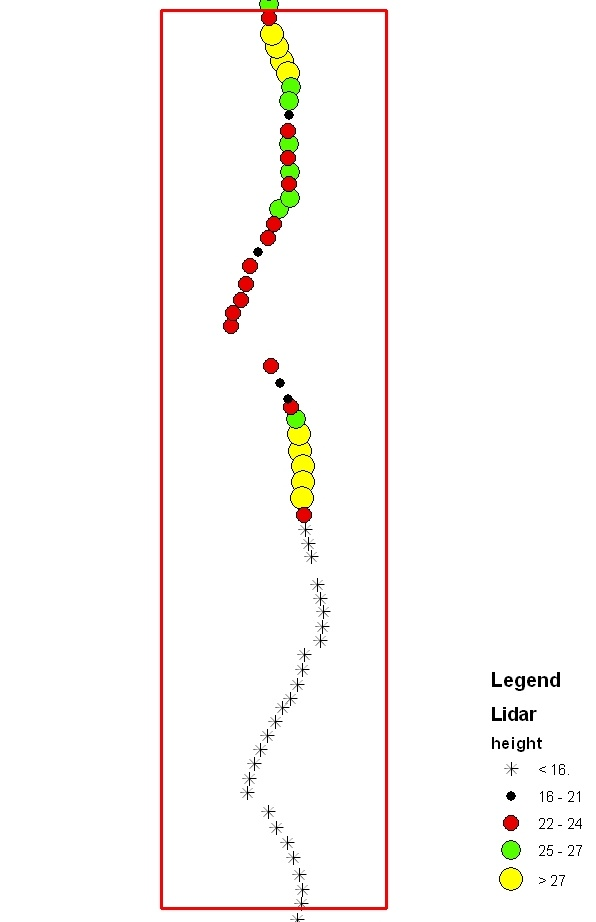 Legend
Lidar
height
< 16.
16 - 21
22 - 24
25 - 27
> 27